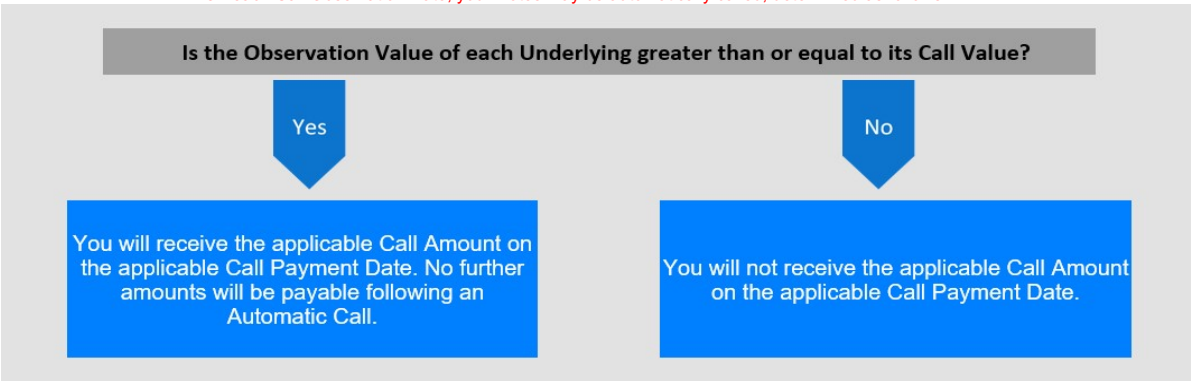 Is the Observation Value of each Underlying greater than or equal to its Call Value?
Yes
No
You will receive the applicable Call Amount on
the applicable Call Payment Date. No further
amounts will be payable following an
Automatic Call.
You will not receive the applicable Call Amount
on the applicable Call Payment Date.